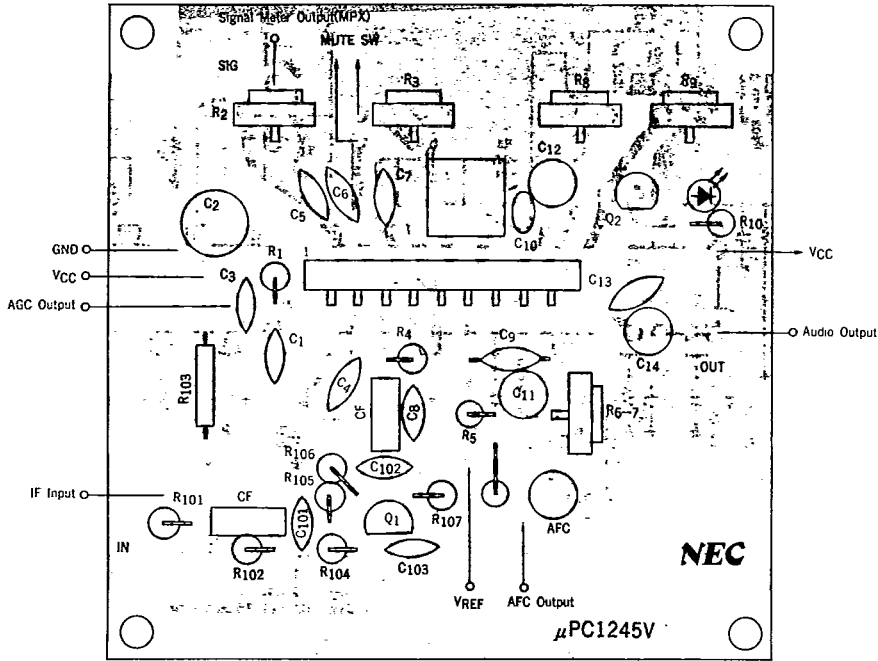 Signal Meter Output(MPX)
MUTE SW
SIG
R2
R3
R8
R9
C12
C7
C6
C5
C2
Q2
C10
R10
GND
VCC
R1
1
VCC
C3
C13
AGC Output
R4
C9
Audio Output
C1
C14
OUT
R103
C4
CF
C8
C11
R6-7
R5
R106
C102
R105
IF Input
R101
CF
C101
Q1
R107
AFC
IN
R102
R104
C103
NEC
VREF
AFC Output
μPC1245V